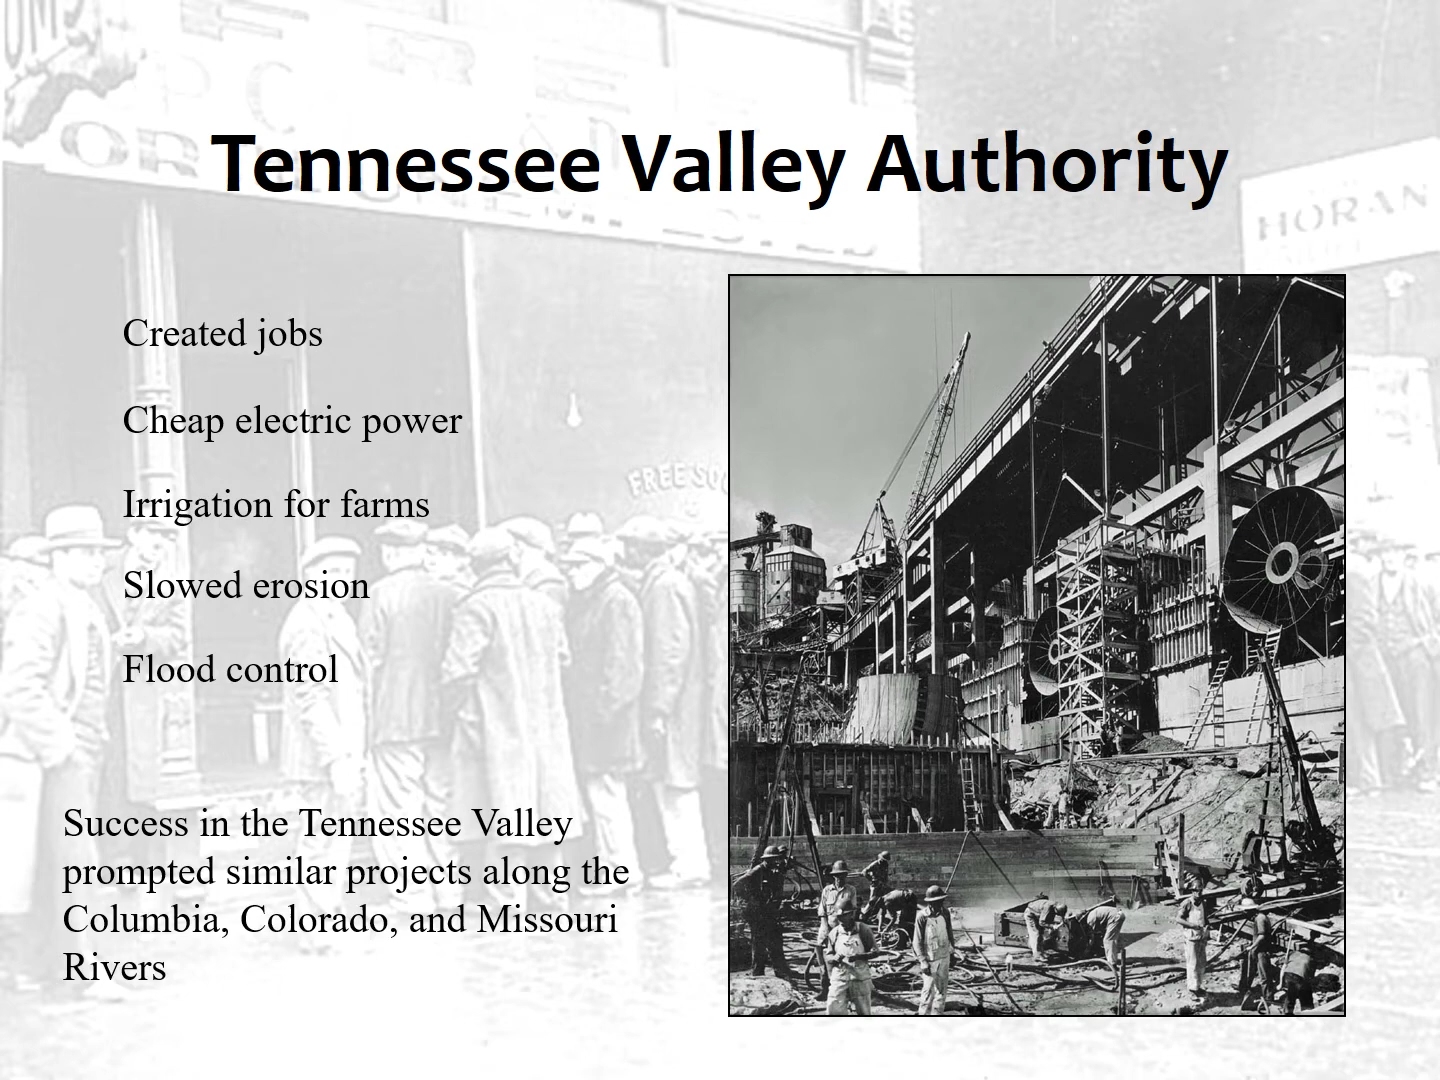 Tennessee Valley Authority
HORAN
Created jobs
Cheap electric power
Irrigation for farms
FREE
Slowed erosion
Flood control
Success in the Tennessee Valley
prompted similar projects along the
Columbia, Colorado, and Missouri
Rivers